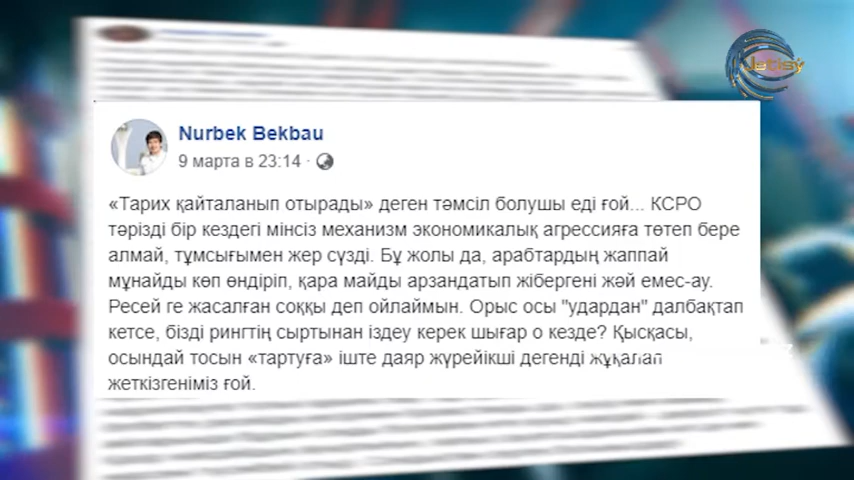 Jetisý
Nurbek Bekbau
9 марта в 23:14 ·
«Тарих қайталанып отырады» деген тәмсіл болушы еді ғой... КСРО
тәрізді бір кездегі мінсіз механизм экономикалық агрессияға төтеп бере
алмай, тұмсығымен жер сүзді. Бұ жолы да, арабтардың жаппай
мұнайды көп өндіріп, қара майды арзандатып жібергені жәй емес-ау.
Ресей ге жасалған соққы деп ойлаймын. Орыс осы "удардан" далбақтап
кетсе, бізді рингтің сыртынан іздеу керек шығар о кезде? Қысқасы,
осындай тосын «тартуға» іште даяр жүрейікші дегенді жұқалап
жеткізгеніміз ғой.